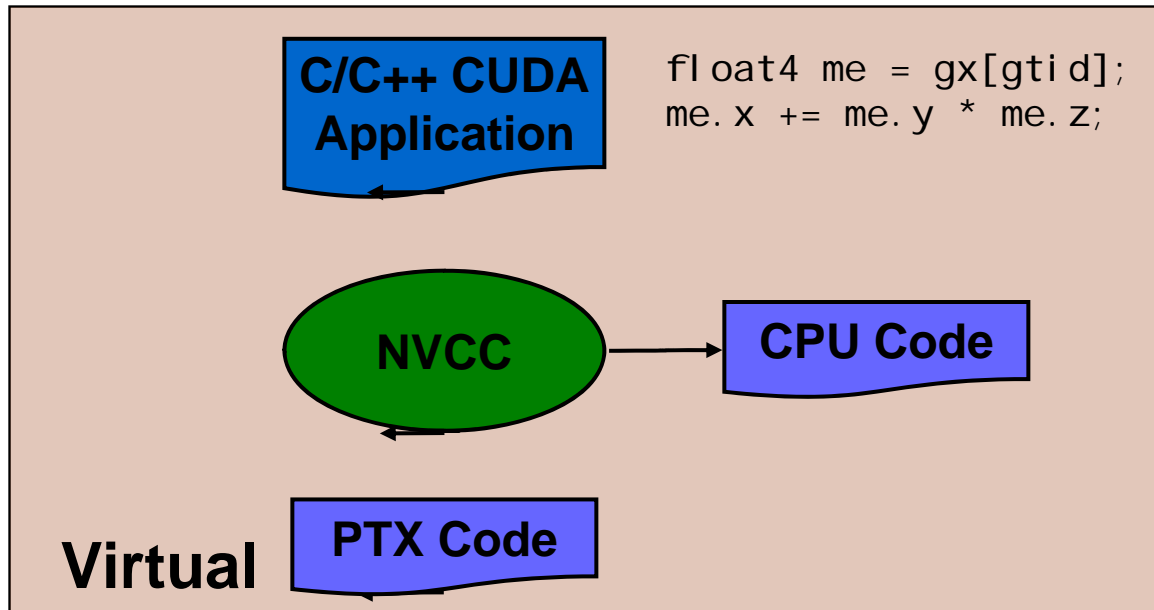 C/C++ CUDA
Application
float4 me = gx[gtid];
me.x += me.y * me.z;
NVCC
CPU Code
PTX Code
Virtual